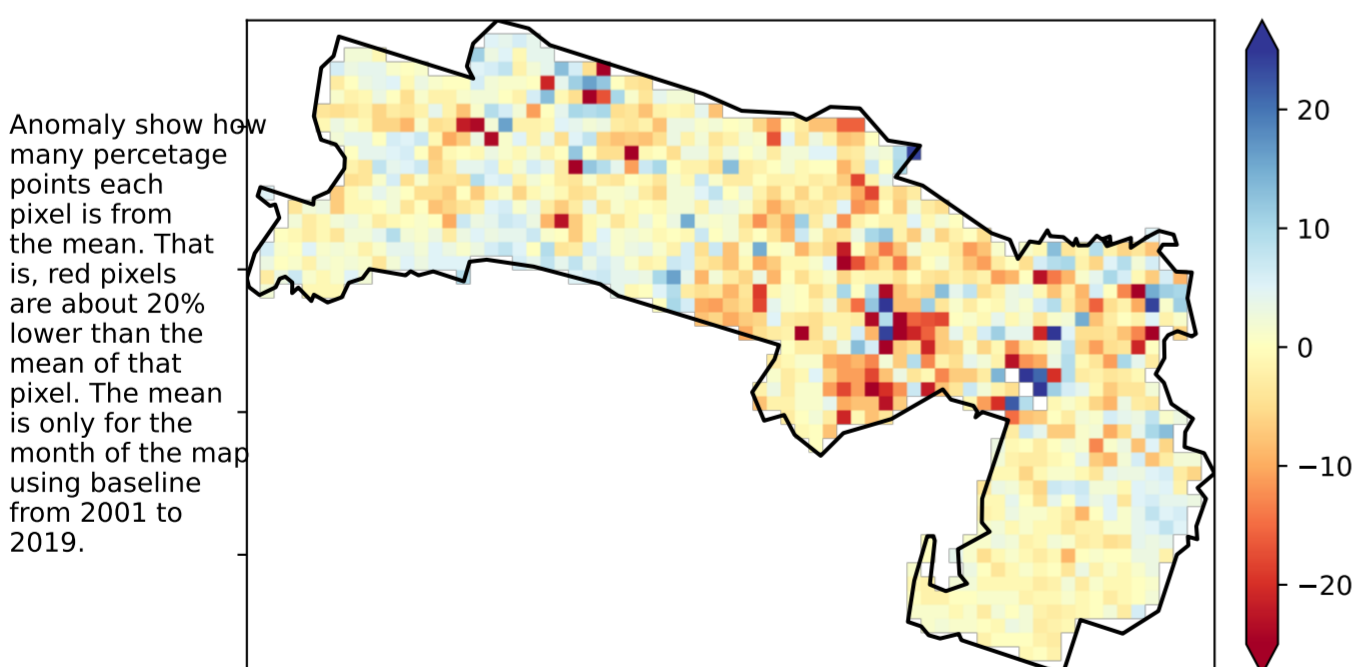 Anomaly show how
many percetage
points each
pixel is from
the mean. That
is, red pixels
are about 20%
lower than the
mean of that
pixel. The mean
is only for the
month of the map
using baseline
from 2001 to
2019.
20
10
0
−10
−20